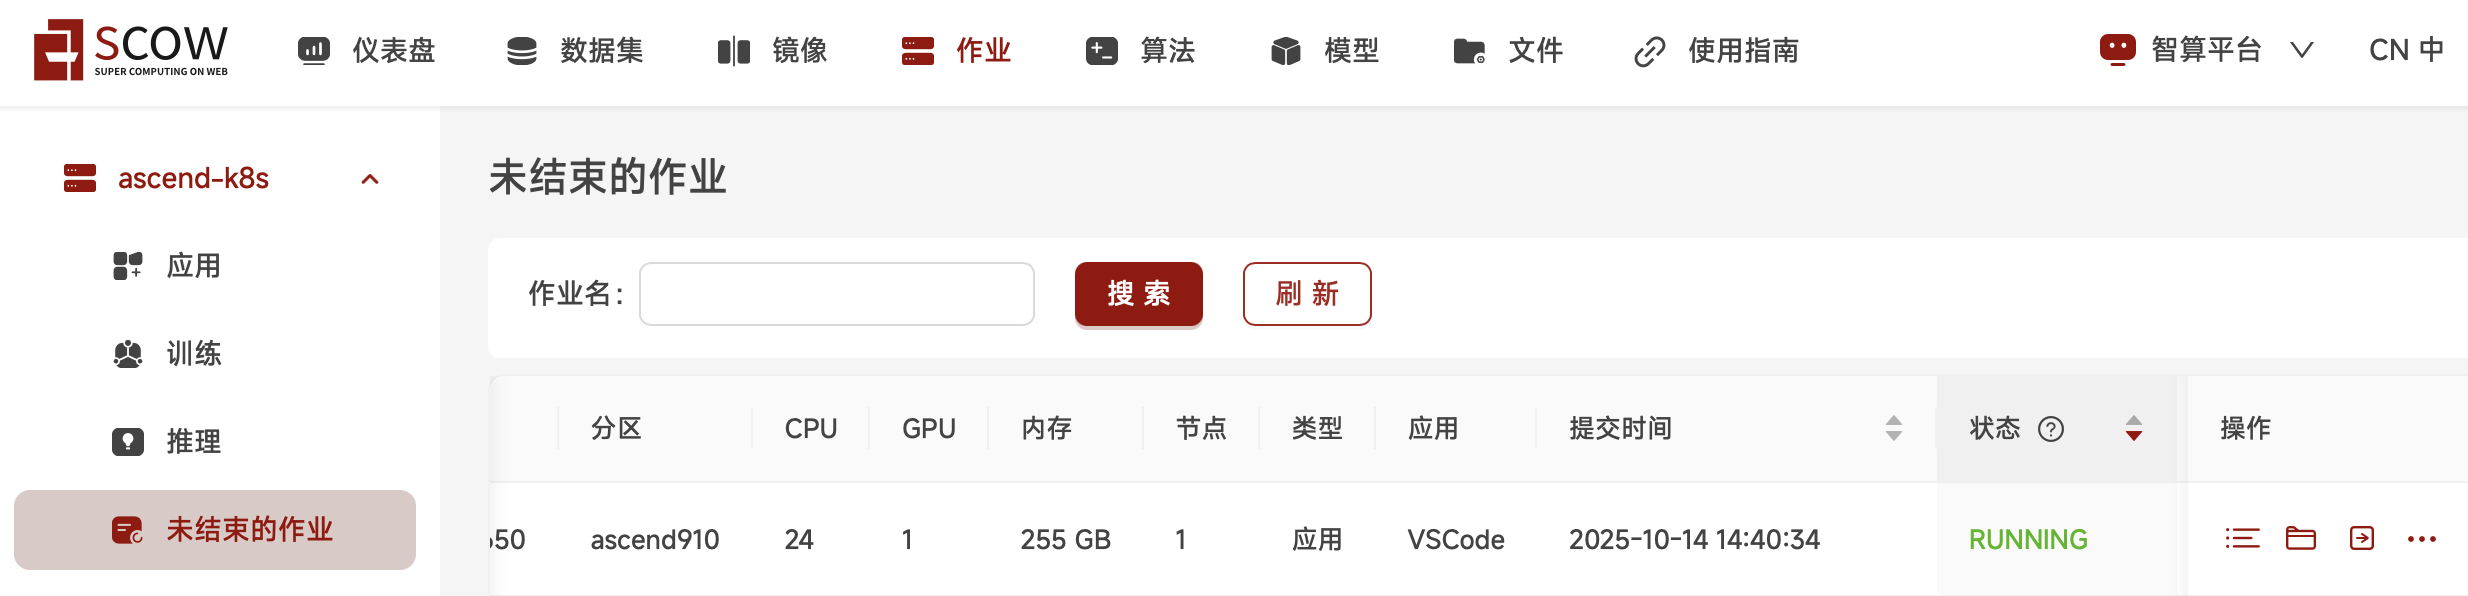 SCOW
SUPER COMPUTING ON WEB
仪表盘 数据集 镜像 作业 算法 模型 文件 使用指南 智算平台 CN 中
ascend-k8s
应用
训练
推理
未结束的作业
未结束的作业
作业名: 搜索 刷新
分区 CPU GPU 内存 节点 类型 应用 提交时间 状态 操作
50 ascend910 24 1 255 GB 1 应用 VSCode 2025-10-14 14:40:34 RUNNING